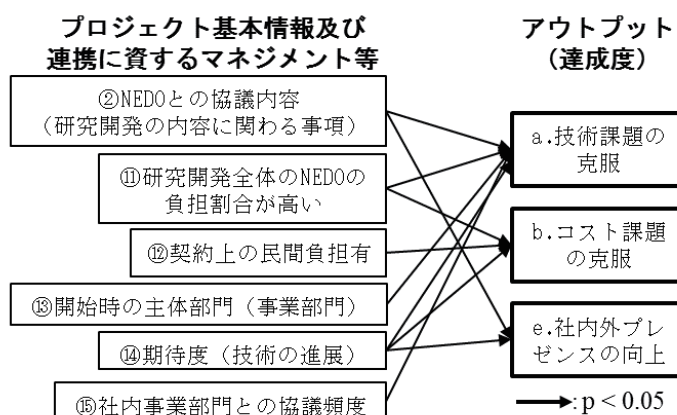 プロジェクト基本情報及び
連携に資するマネジメント等
アウトプット
（達成度）
②NEDOとの協議内容
（研究開発の内容に関わる事項）
⑪研究開発全体のNEDOの
負担割合が高い
⑫契約上の民間負担有
⑬開始時の主体部門（事業部門）
⑭期待度（技術の進展）
⑮社内事業部門との協議頻度
a.技術課題の
克服
b.コスト課題
の克服
e.社内外プレ
ゼンスの向上
: p < 0.05